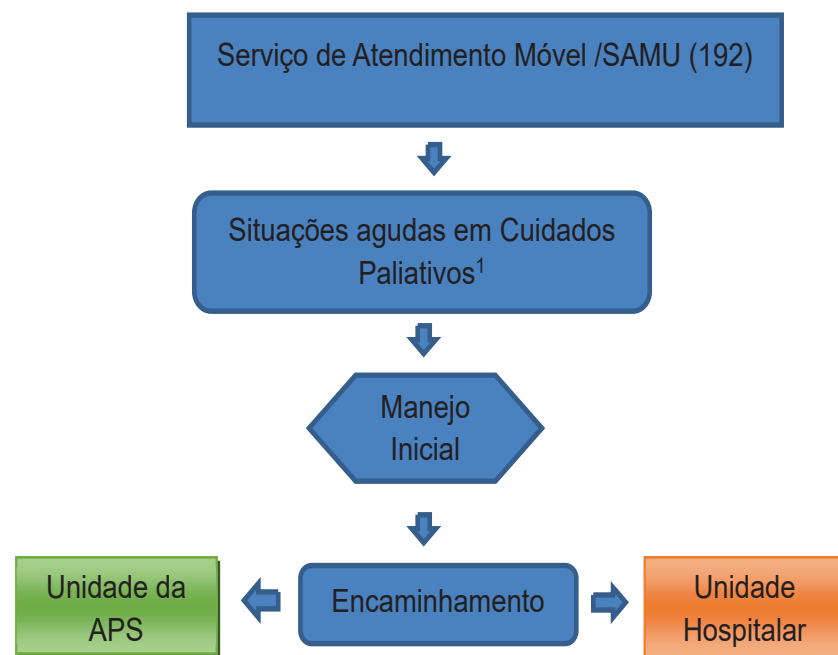 Serviço de Atendimento Móvel /SAMU (192)
Situações agudas em Cuidados
Paliativos¹
Manejo
Inicial
Unidade da
APS
Encaminhamento
Unidade
Hospitalar